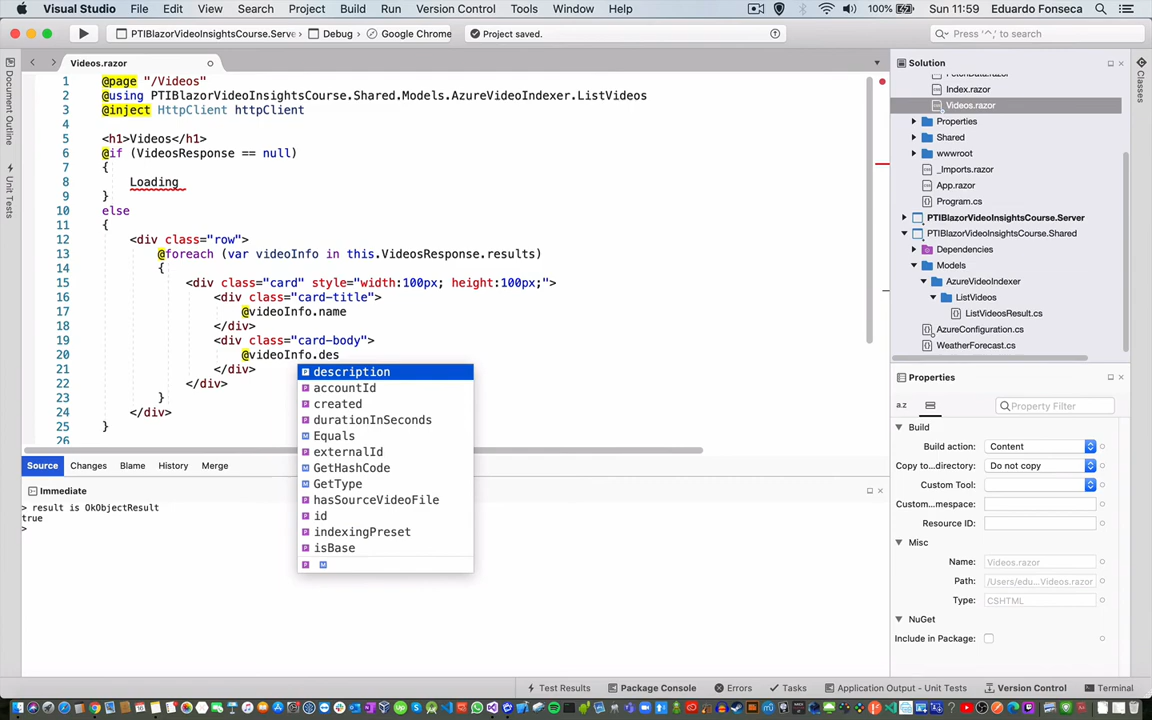 Visual Studio File Edit View Search Project Build Run Version Control Tools Window Help 100% Sun 11:59 Eduardo Fonseca
PTIBlazorVideoInsightsCourse.Serve Debug Google Chrome Project saved. Press '⌃,' to search
Videos.razor
Document Outline
Unit Tests
1 @page "/Videos"
2 @using PTIBlazorVideoInsightsCourse.Shared.Models.AzureVideoIndexer.ListVideos
3 @inject HttpClient httpClient
4
5 <h1>Videos</h1>
6 @if (VideosResponse == null)
7 {
8 Loading
9 }
10 else
11 {
12 <div class="row">
13 @foreach (var videoInfo in this.VideosResponse.results)
14 {
15 <div class="card" style="width:100px; height:100px;">
16 <div class="card-title">
17 @videoInfo.name
18 </div>
19 <div class="card-body">
20 @videoInfo.des
21 </div>
22 </div>
23 }
24 </div>
25 }
26
description
accountId
created
durationInSeconds
Equals
externalId
GetHashCode
GetType
hasSourceVideoFile
id
indexingPreset
isBase
Source Changes Blame History Merge
Immediate
> result is OkObjectResult
true
>
Solution
FetchData.razor
Index.razor
Videos.razor
Properties
Shared
wwwroot
_Imports.razor
App.razor
Program.cs
PTIBlazorVideoInsightsCourse.Server
PTIBlazorVideoInsightsCourse.Shared
Dependencies
Models
AzureVideoIndexer
ListVideos
ListVideosResult.cs
AzureConfiguration.cs
WeatherForecast.cs
Classes
Properties
a.z Property Filter
Build
Build action: Content
Copy to...directory: Do not copy
Custom Tool:
Custom...mespace:
Resource ID:
Misc
Name: Videos.razor
Path: /Users/edu...Videos.razor
Type: CSHTML
NuGet
Include in Package:
Test Results Package Console Errors Tasks Application Output - Unit Tests Version Control Terminal